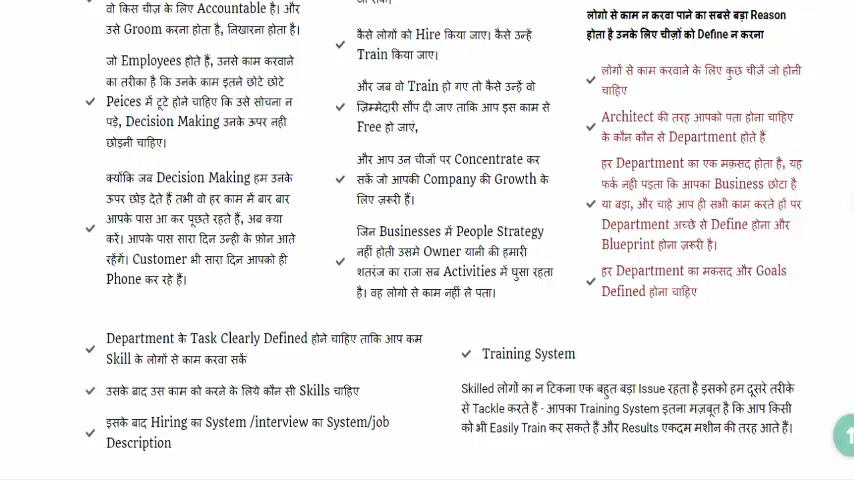 वो किस चीज़ के लिए Accountable है। और
उसे Groom करना होता है, निखारना होता है।
जो Employees होते हैं, उनसे काम करवाने
का तरीका है कि उनके काम इतने छोटे छोटे
Peices में टूटे होने चाहिए कि उसे सोचना न
पड़े, Decision Making उनके ऊपर नही
छोड़नी चाहिए।
क्योंकि जब Decision Making हम उनके
ऊपर छोड़ देते हैं तभी वो हर काम में बार बार
आपके पास आ कर पूछते रहते हैं, अब क्या
करें। आपके पास सारा दिन उन्ही के फ़ोन आते
रहेंगें। Customer भी सारा दिन आपको ही
Phone कर रहे हैं।
कैसे लोगों को Hire किया जाए। कैसे उन्हें
Train किया जाए।
और जब वो Train हो गए तो कैसे उन्हें वो
ज़िम्मेदारी सौंप दी जाए ताकि आप इस काम से
Free हो जाएं,
और आप उन चीजों पर Concentrate कर
सकें जो आपकी Company की Growth के
लिए ज़रूरी हैं।
जिन Businesses में People Strategy
नहीं होती उसमे Owner यानी की हमारी
शतरंज का राजा सब Activities में घुसा रहता
है। वह लोगो से काम नहीं ले पता।
लोगो से काम न करवा पाने का सबसे बड़ा Reason
होता है उनके लिए चीज़ों को Define न करना
लोगों से काम करवाने के लिए कुछ चीज़ें जो होनी
चाहिए
Architect की तरह आपको पता होना चाहिए
के कौन कौन से Department होते हैं
हर Department का एक मक़सद होता है, यह
फर्क नही पड़ता कि आपका Business छोटा है
या बड़ा, और चाहे आप ही सभी काम करते हों पर
Department अच्छे से Define होना और
Blueprint होना ज़रूरी है।
हर Department का मकसद और Goals
Defined होना चाहिए
Department के Task Clearly Defined होने चाहिए ताकि आप कम
Skill के लोगों से काम करवा सकें
उसके बाद उस काम को करने के लिये कौन सी Skills चाहिए
इसके बाद Hiring का System /interview का System/job
Description
Training System
Skilled लोगों का न टिकना एक बहुत बड़ा Issue रहता है इसको हम दूसरे तरीके
से Tackle करते हैं - आपका Training System इतना मज़बूत है कि आप किसी
को भी Easily Train कर सकते हैं और Results एकदम मशीन की तरह आते हैं।